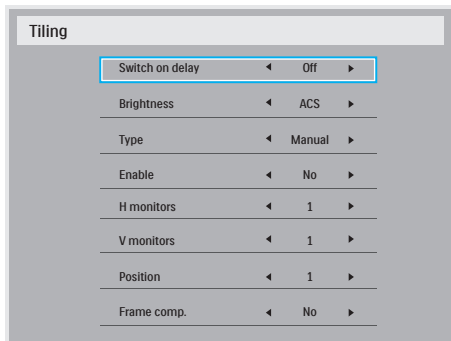 Tiling
Switch on delay ◀ Off ▶
Brightness ◀ ACS ▶
Type ◀ Manual ▶
Enable ◀ No ▶
H monitors ◀ 1 ▶
V monitors ◀ 1 ▶
Position ◀ 1 ▶
Frame comp. ◀ No ▶